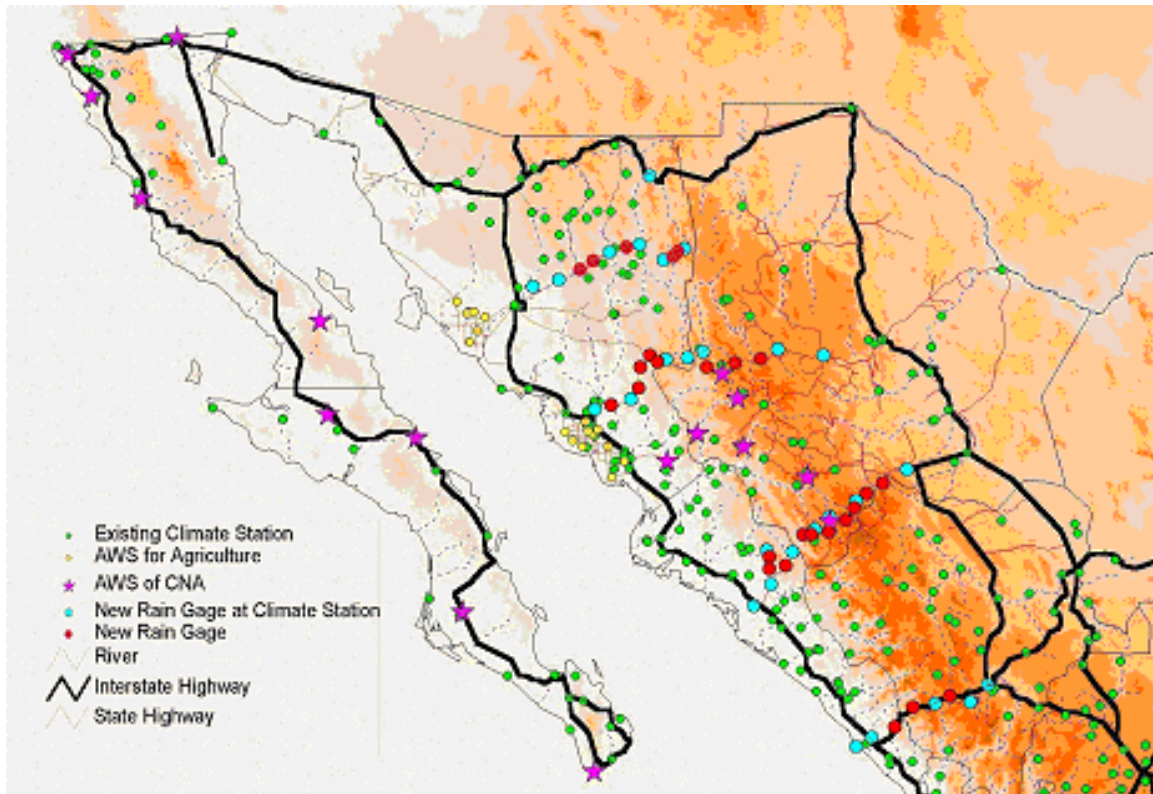 Existing Climate Station
AWS for Agriculture
AWS of CNA
New Rain Gage at Climate Station
New Rain Gage
River
Interstate Highway
State Highway